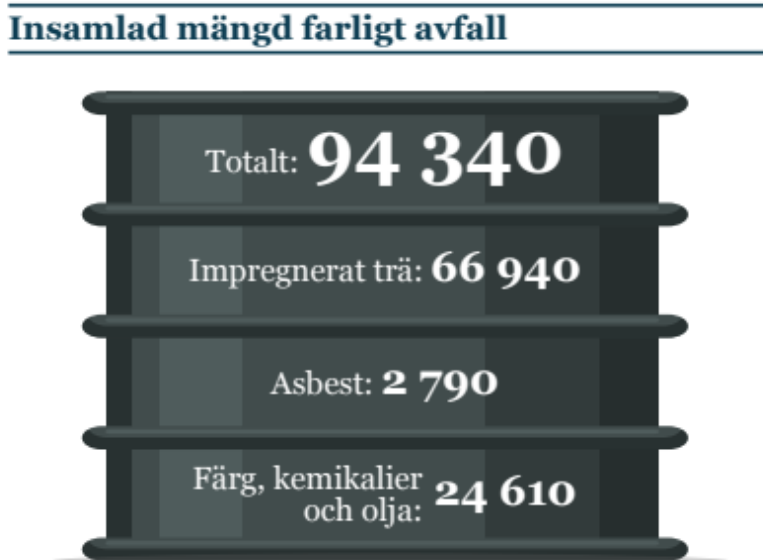 Insamlad mängd farligt avfall
Totalt: 94 340
Impregnerat trä: 66 940
Asbest: 2 790
Färg, kemikalier
och olja: 24 610